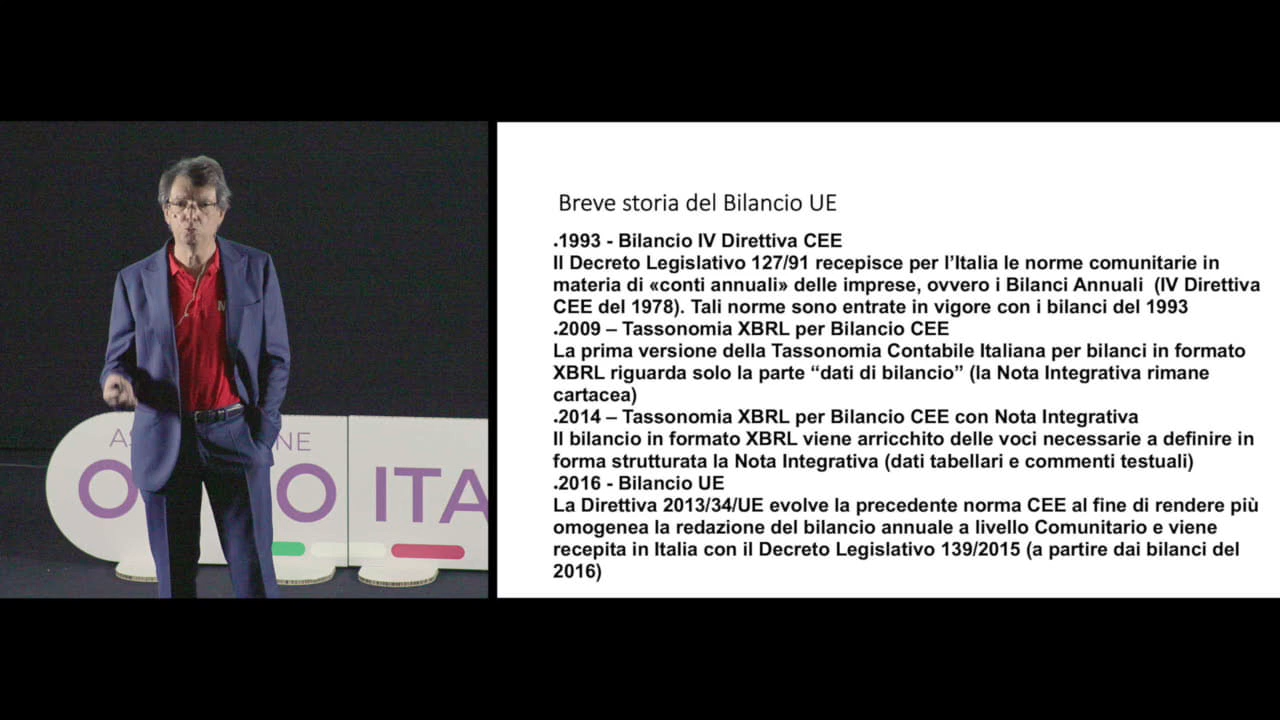 Breve storia del Bilancio UE
.1993 - Bilancio IV Direttiva CEE
Il Decreto Legislativo 127/91 recepisce per l’Italia le norme comunitarie in
materia di «conti annuali» delle imprese, ovvero i Bilanci Annuali (IV Direttiva
CEE del 1978). Tali norme sono entrate in vigore con i bilanci del 1993
.2009 – Tassonomia XBRL per Bilancio CEE
La prima versione della Tassonomia Contabile Italiana per bilanci in formato
XBRL riguarda solo la parte “dati di bilancio” (la Nota Integrativa rimane
cartacea)
.2014 – Tassonomia XBRL per Bilancio CEE con Nota Integrativa
Il bilancio in formato XBRL viene arricchito delle voci necessarie a definire in
forma strutturata la Nota Integrativa (dati tabellari e commenti testuali)
.2016 - Bilancio UE
La Direttiva 2013/34/UE evolve la precedente norma CEE al fine di rendere più
omogenea la redazione del bilancio annuale a livello Comunitario e viene
recepita in Italia con il Decreto Legislativo 139/2015 (a partire dai bilanci del
2016)